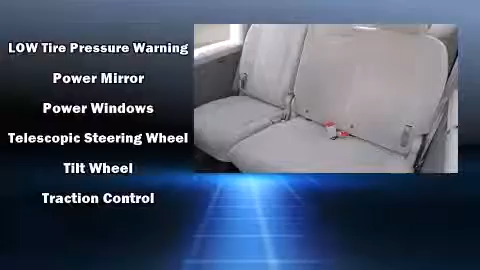 LOW Tire Pressure Warning
Power Mirror
Power Windows
Telescopic Steering Wheel
Tilt Wheel
Traction Control